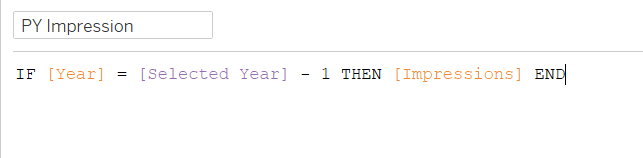 PY Impression
IF [Year] = [Selected Year] - 1 THEN [Impressions] END